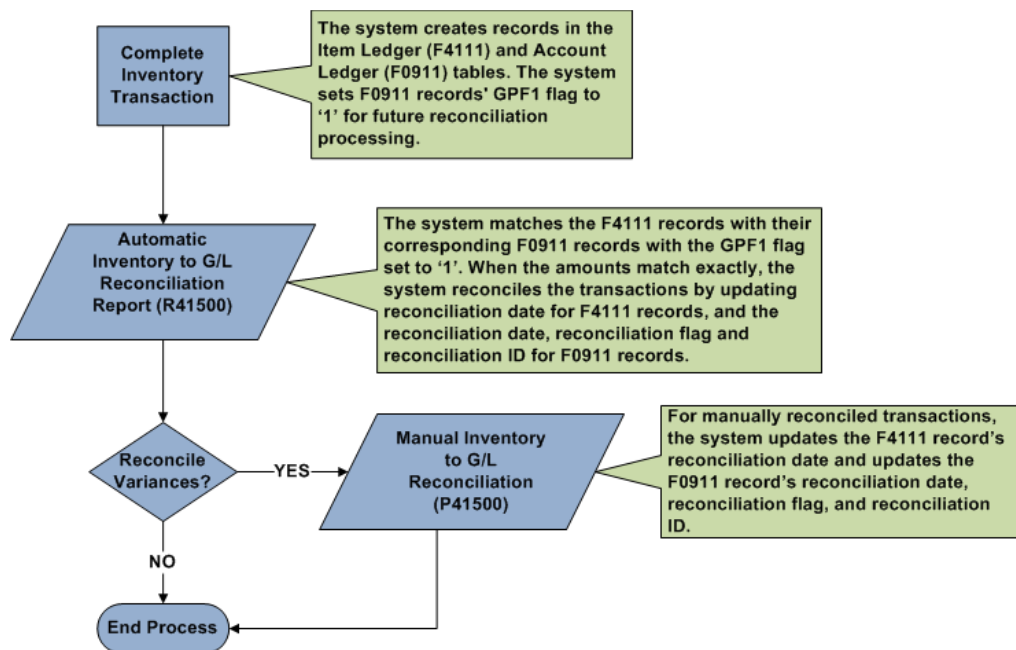 Complete
Inventory
Transaction
The system creates records in the
Item Ledger (F4111) and Account
Ledger (F0911) tables. The system
sets F0911 records' GPF1 flag to
‘1’ for future reconciliation
processing.
Automatic
Inventory to G/L
Reconciliation
Report (R41500)
The system matches the F4111 records with their
corresponding F0911 records with the GPF1 flag
set to ‘1’. When the amounts match exactly, the
system reconciles the transactions by updating
reconciliation date for F4111 records, and the
reconciliation date, reconciliation flag and
reconciliation ID for F0911 records.
Reconcile
Variances?
YES
Manual Inventory
to G/L
Reconciliation
(P41500)
For manually reconciled transactions,
the system updates the F4111 record’s
reconciliation date and updates the
F0911 record’s reconciliation date,
reconciliation flag, and reconciliation
ID.
NO
End Process